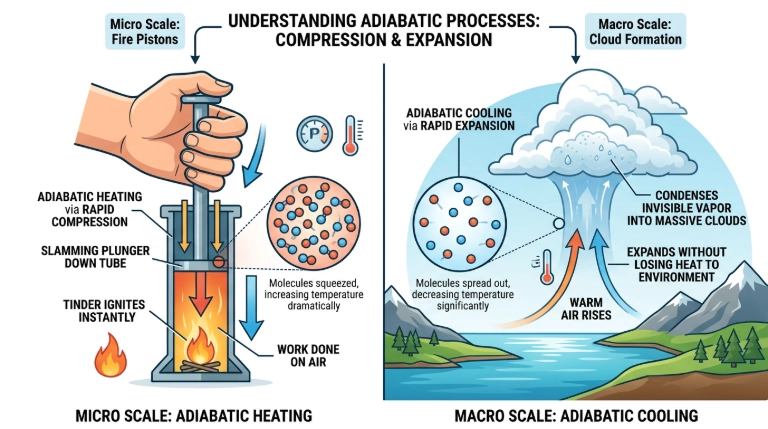 Micro Scale:
Fire Pistons
UNDERSTANDING ADIABATIC PROCESSES:
COMPRESSION & EXPANSION
Macro Scale:
Cloud Formation
P
ADIABATIC HEATING
via RAPID
COMPRESSION
SLAMMING PLUNGER
DOWN TUBE
TINDER IGNITES
INSTANTLY
Molecules squeezed,
increasing temperature
dramatically
WORK DONE
ON AIR
MICRO SCALE: ADIABATIC HEATING
ADIABATIC COOLING
via RAPID EXPANSION
Molecules spread out,
decreasing temperature
significantly
CONDENSES
INVISIBLE VAPOR
INTO MASSIVE CLOUDS
EXPANDS WITHOUT
LOSING HEAT TO
ENVIRONMENT
WARM
AIR RISES
MACRO SCALE: ADIABATIC COOLING